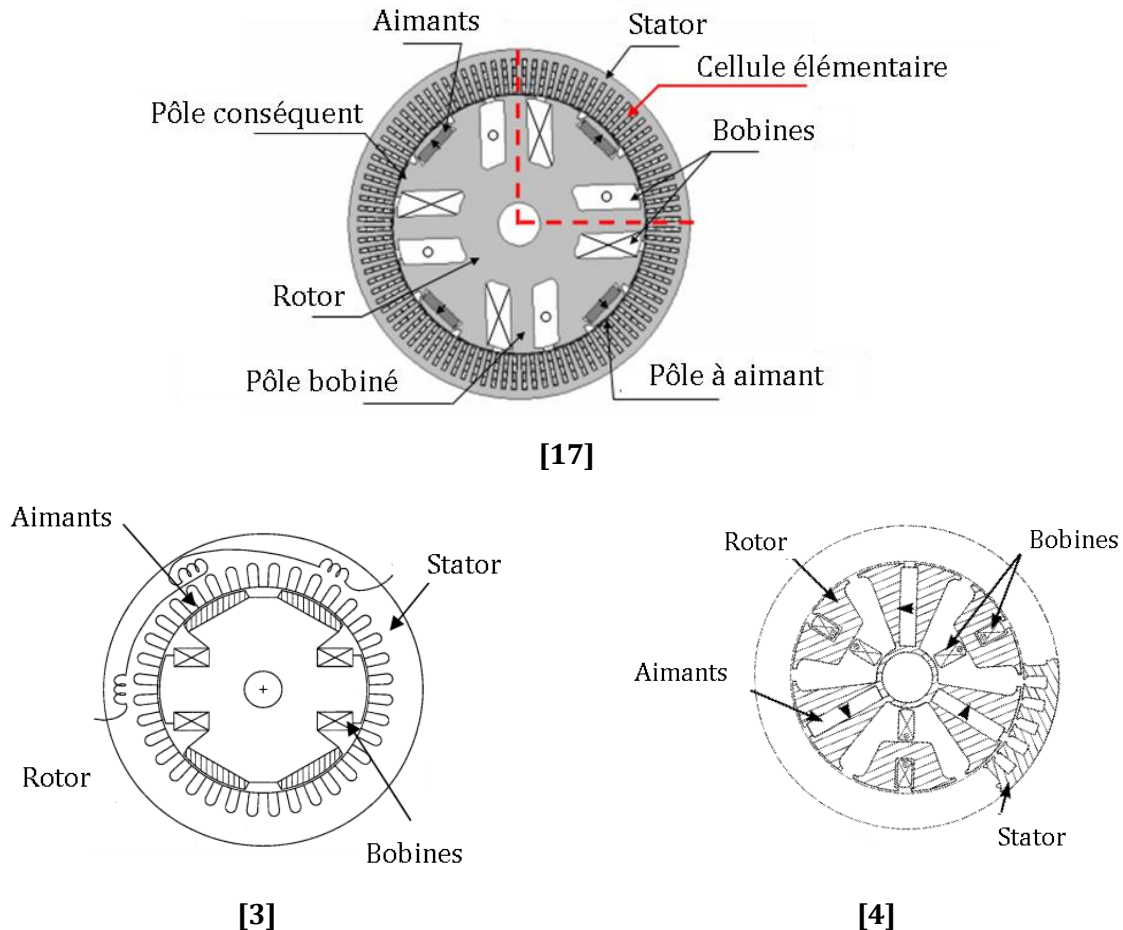 Aimants
Stator
Cellule élémentaire
Pôle conséquent
Bobines
Rotor
Pôle bobiné
Pôle à aimant
[17]
Aimants
Stator
Rotor
Bobines
[3]
Rotor
Bobines
Aimants
Stator
[4]